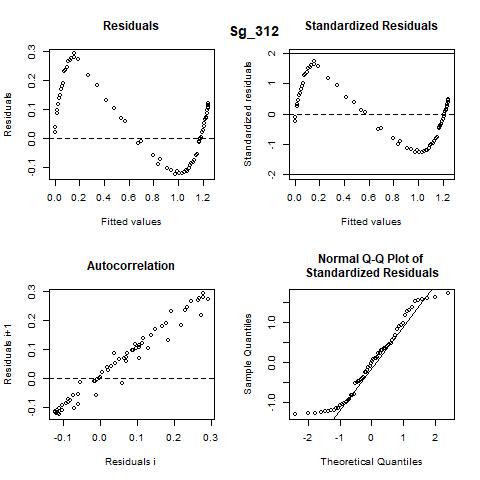 Sg_312
Residuals
Residuals
-0.1 0.0 0.1 0.2 0.3
0.0 0.2 0.4 0.6 0.8 1.0 1.2
Fitted values
Standardized Residuals
Standardized residuals
-2 -1 0 1 2
0.0 0.2 0.4 0.6 0.8 1.0 1.2
Fitted values
Autocorrelation
Residuals i+1
-0.1 0.0 0.1 0.2 0.3
-0.1 0.0 0.1 0.2 0.3
Residuals i
Normal Q-Q Plot of
Standardized Residuals
Sample Quantiles
-1.0 0.0 1.0
-2 -1 0 1 2
Theoretical Quantiles